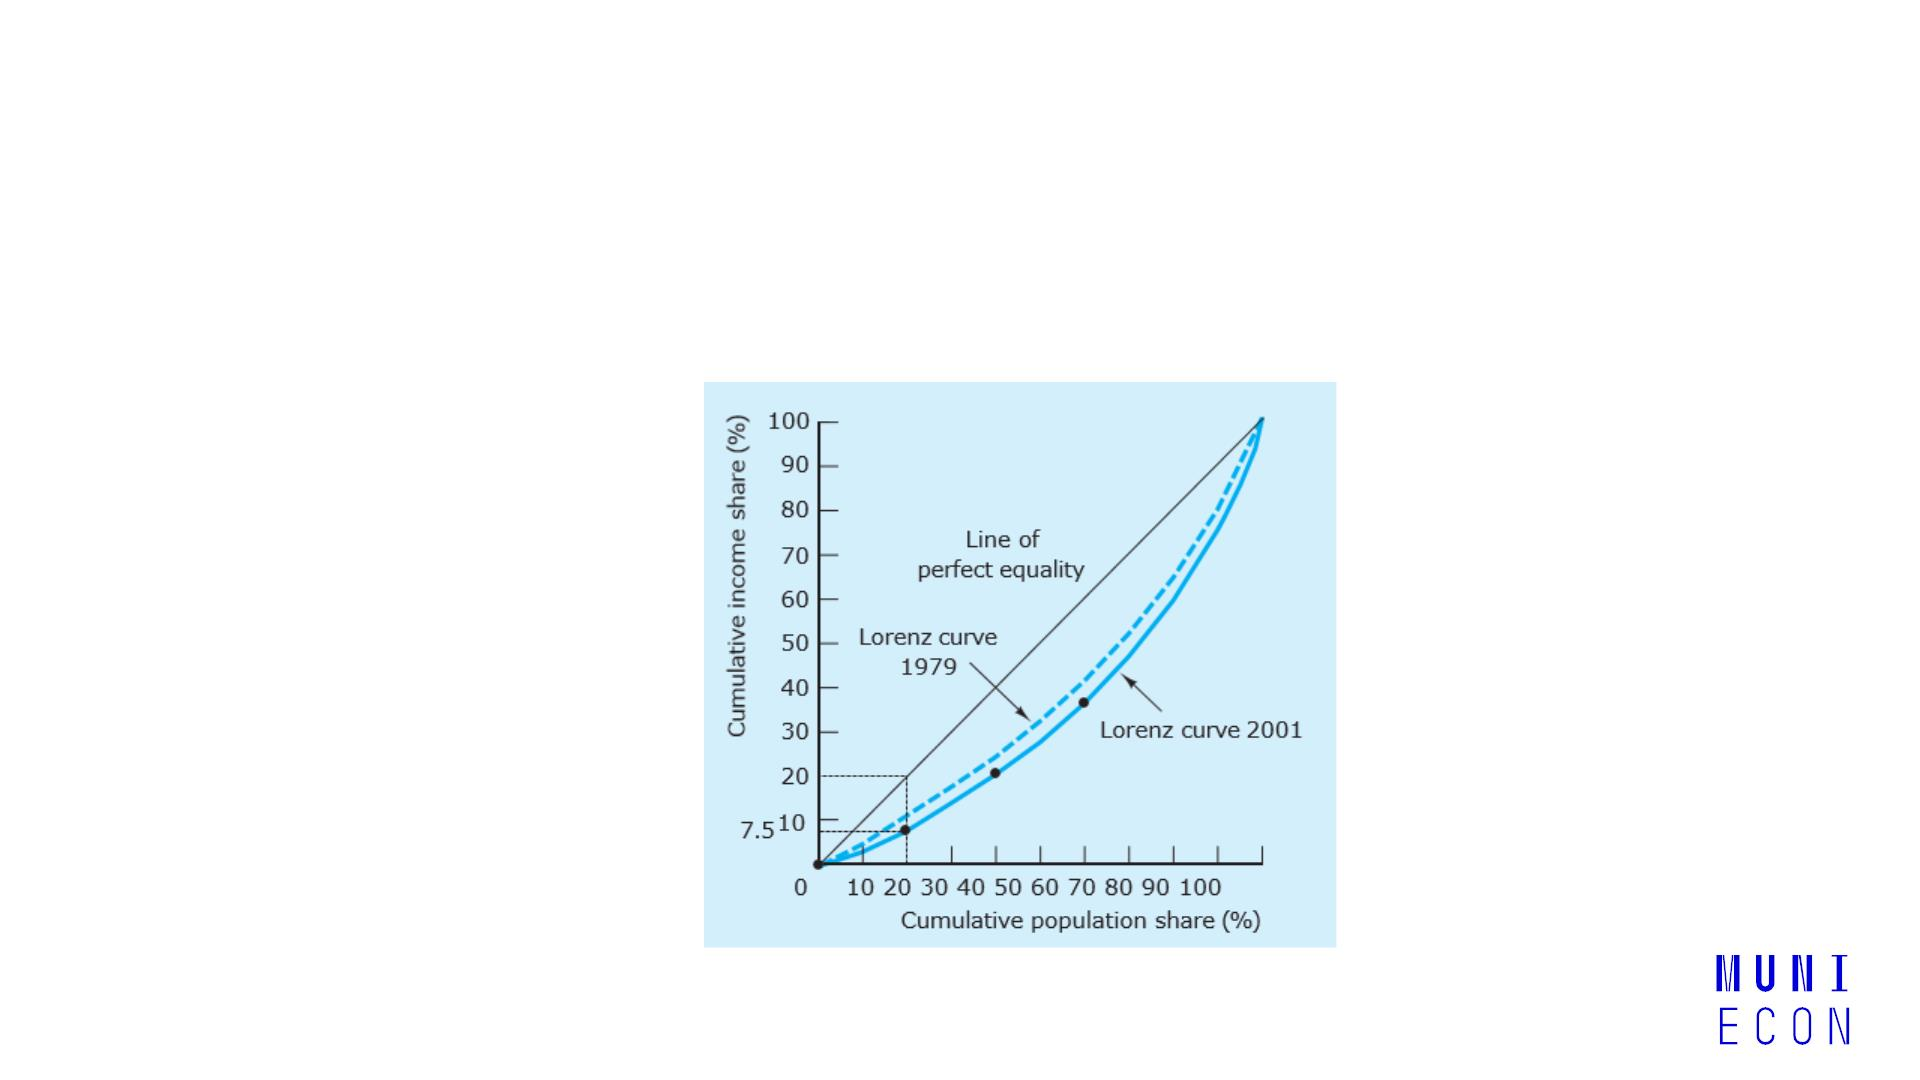 Cumulative income share (%)
100
90
80
70
60
50
40
30
20
10
7.5
Line of
perfect equality
Lorenz curve
1979
Lorenz curve 2001
0 10 20 30 40 50 60 70 80 90 100
Cumulative population share (%)
MUNI
ECON